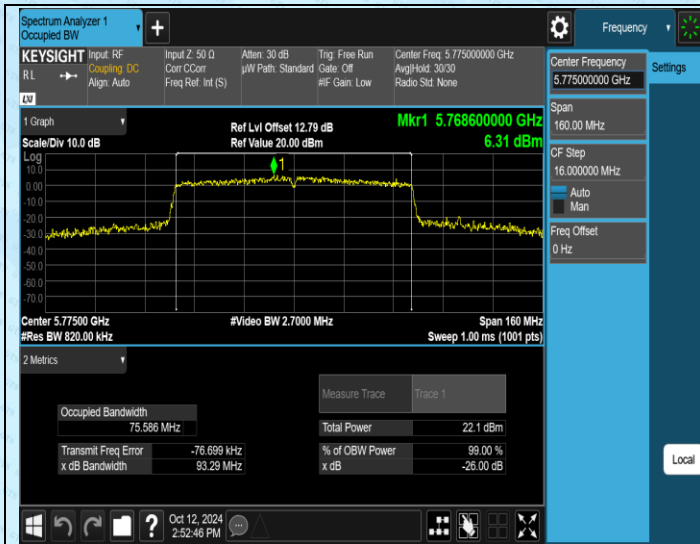 Spectrum Analyzer 1
Occupied BW
Frequency
KEYSIGHT
Input: RF
Coupling: DC
Align: Auto
R L
LXI
Input Z: 50 Ω
Corr CCorr
Freq Ref: Int (S)
Atten: 30 dB
µW Path: Standard
Trig: Free Run
Gate: Off
#IF Gain: Low
Center Freq: 5.775000000 GHz
Avg|Hold: 30/30
Radio Std: None
Center Frequency
5.775000000 GHz
Settings
Span
160.00 MHz
CF Step
16.000000 MHz
Auto
Man
Freq Offset
0 Hz
Local
1 Graph
Scale/Div 10.0 dB
Ref Lvl Offset 12.79 dB
Ref Value 20.00 dBm
Mkr1 5.768600000 GHz
6.31 dBm
Log
10.0
0.00
-10.0
-20.0
-30.0
-40.0
-50.0
-60.0
-70.0
1
Center 5.77500 GHz
#Res BW 820.00 kHz
#Video BW 2.7000 MHz
Span 160 MHz
Sweep 1.00 ms (1001 pts)
2 Metrics
Measure Trace
Trace 1
Occupied Bandwidth
75.586 MHz
Total Power
22.1 dBm
Transmit Freq Error
-76.699 kHz
% of OBW Power
99.00 %
x dB Bandwidth
93.29 MHz
x dB
-26.00 dB
?
Oct 12, 2024
2:52:46 PM